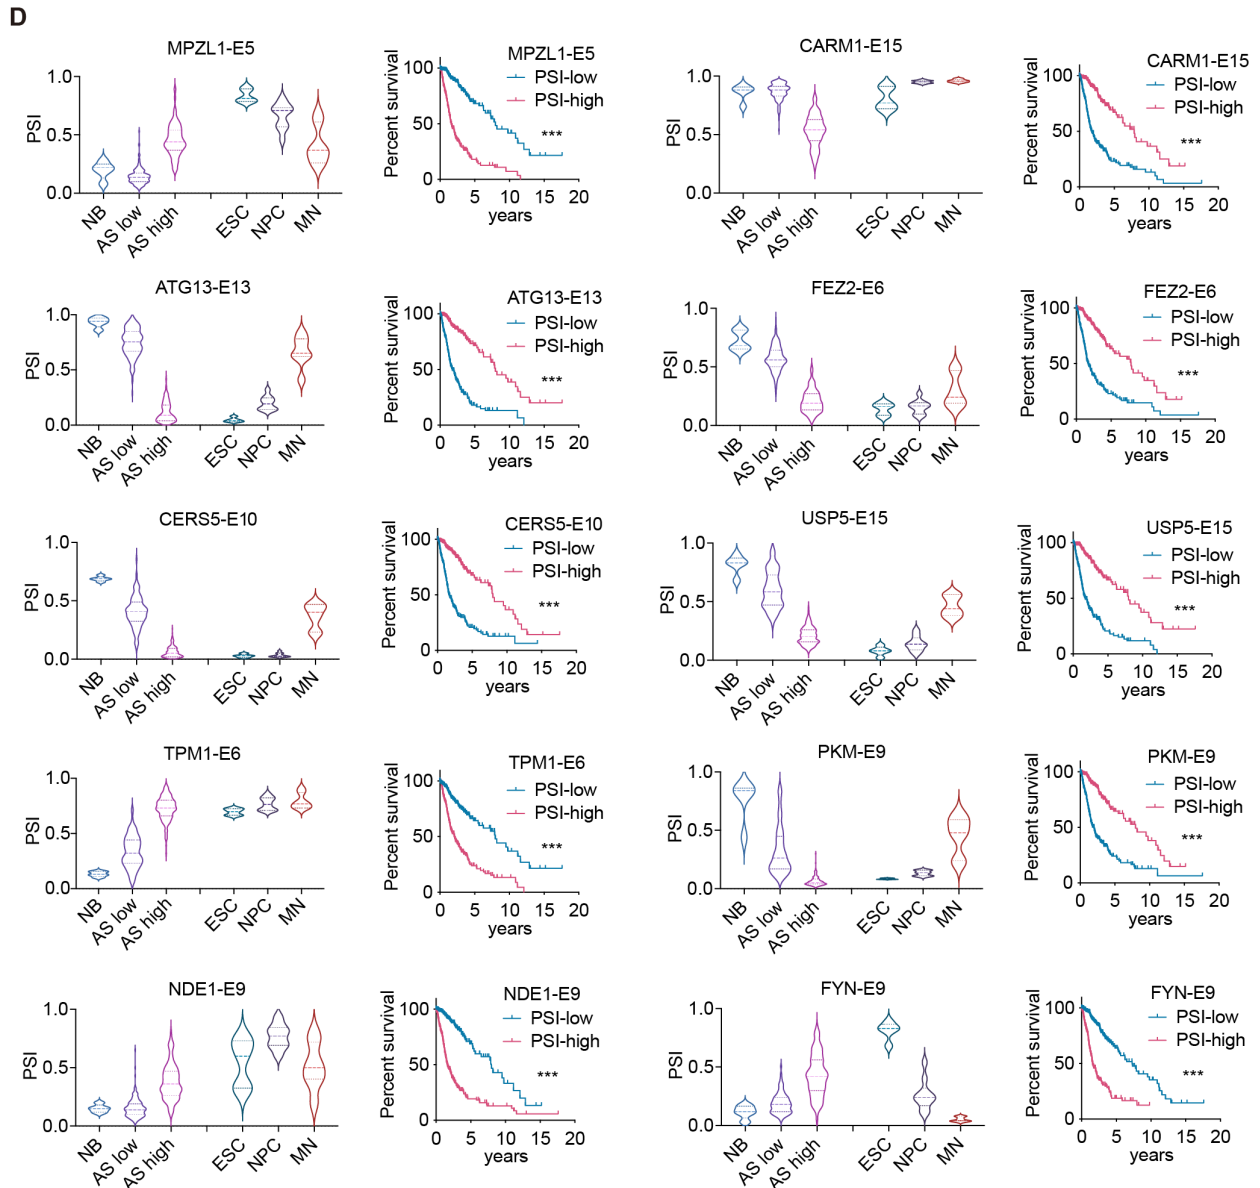 D
MPZL1-E5
PSI
1.0
0.5
0.0
NB
AS low
AS high
ESC
NPC
MN
MPZL1-E5
PSI-low
PSI-high
***
Percent survival
100
50
0
0 5 10 15 20
years
CARM1-E15
PSI
1.0
0.5
0.0
NB
AS low
AS high
ESC
NPC
MN
CARM1-E15
PSI-low
PSI-high
***
Percent survival
100
50
0
0 5 10 15 20
years
ATG13-E13
PSI
1.0
0.5
0.0
NB
AS low
AS high
ESC
NPC
MN
ATG13-E13
PSI-low
PSI-high
***
Percent survival
100
50
0
0 5 10 15 20
years
FEZ2-E6
PSI
1.0
0.5
0.0
NB
AS low
AS high
ESC
NPC
MN
FEZ2-E6
PSI-low
PSI-high
***
Percent survival
100
50
0
0 5 10 15 20
years
CERS5-E10
PSI
1.0
0.5
0.0
NB
AS low
AS high
ESC
NPC
MN
CERS5-E10
PSI-low
PSI-high
***
Percent survival
100
50
0
0 5 10 15 20
years
USP5-E15
PSI
1.0
0.5
0.0
NB
AS low
AS high
ESC
NPC
MN
USP5-E15
PSI-low
PSI-high
***
Percent survival
100
50
0
0 5 10 15 20
years
TPM1-E6
PSI
1.0
0.5
0.0
NB
AS low
AS high
ESC
NPC
MN
TPM1-E6
PSI-low
PSI-high
***
Percent survival
100
50
0
0 5 10 15 20
years
PKM-E9
PSI
1.0
0.5
0.0
NB
AS low
AS high
ESC
NPC
MN
PKM-E9
PSI-low
PSI-high
***
Percent survival
100
50
0
0 5 10 15 20
years
NDE1-E9
PSI
1.0
0.5
0.0
NB
AS low
AS high
ESC
NPC
MN
NDE1-E9
PSI-low
PSI-high
***
Percent survival
100
50
0
0 5 10 15 20
years
FYN-E9
PSI
1.0
0.5
0.0
NB
AS low
AS high
ESC
NPC
MN
FYN-E9
PSI-low
PSI-high
***
Percent survival
100
50
0
0 5 10 15 20
years